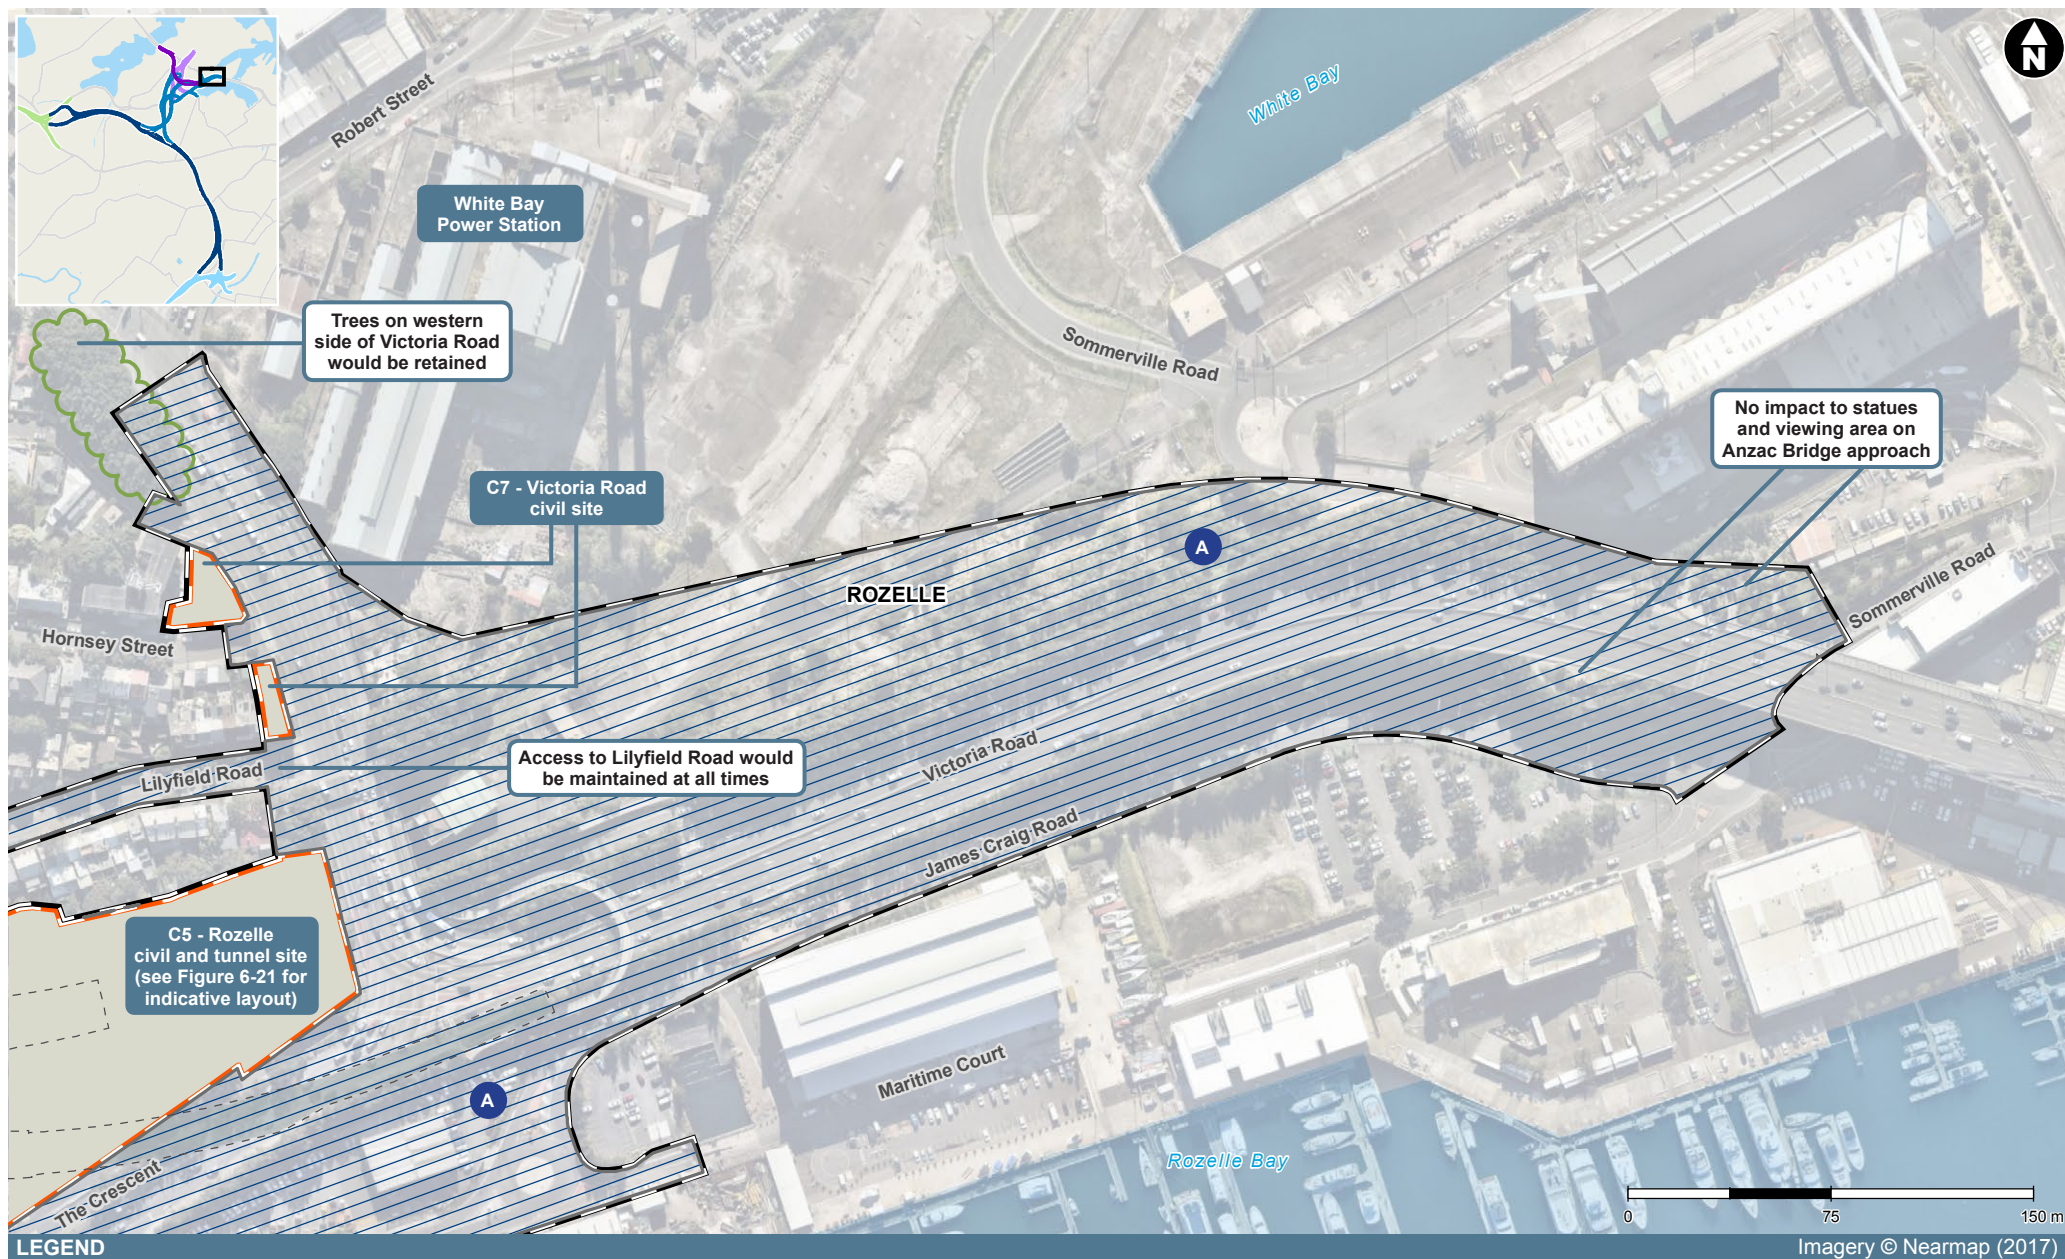 N
White Bay
Robert Street
White Bay
Power Station
Trees on western
side of Victoria Road
would be retained
Sommerville Road
No impact to statues
and viewing area on
Anzac Bridge approach
C7 - Victoria Road
civil site
A
ROZELLE
Sommerville Road
Hornsey Street
Access to Lilyfield Road would
be maintained at all times
Victoria Road
Lilyfield Road
James Craig Road
C5 - Rozelle
civil and tunnel site
(see Figure 6-21 for
indicative layout)
Maritime Court
A
Rozelle Bay
The Crescent
0 75 150 m
LEGEND
Imagery © Nearmap (2017)